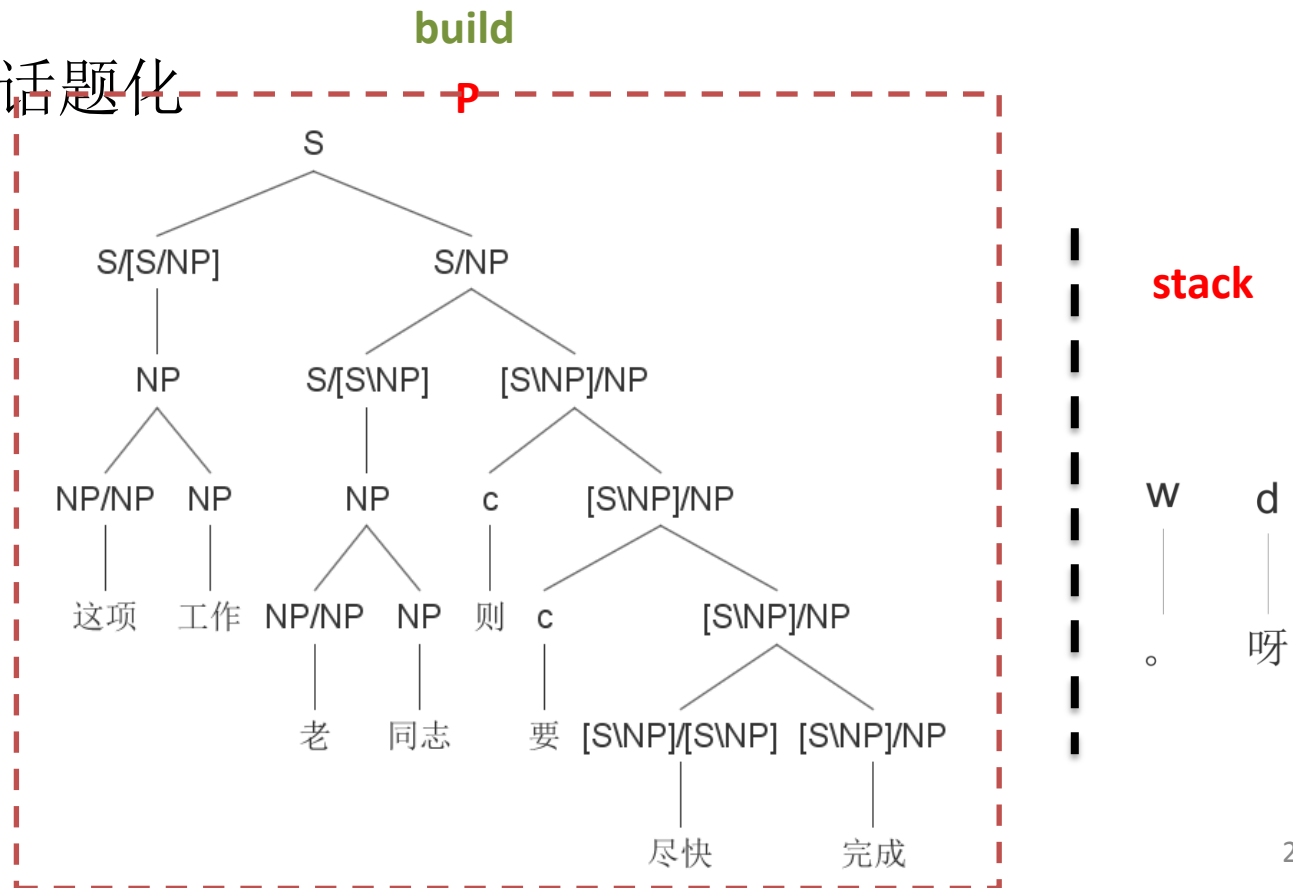 build
话题化
P
S
S/[S/NP] S/NP
stack
NP S/[S\NP] [S\NP]/NP
NP/NP NP NP c [S\NP]/NP w d
这项 工作 NP/NP NP 则 c [S\NP]/NP
。 呀
老 同志 要 [S\NP]/[S\NP] [S\NP]/NP
尽快 完成
2